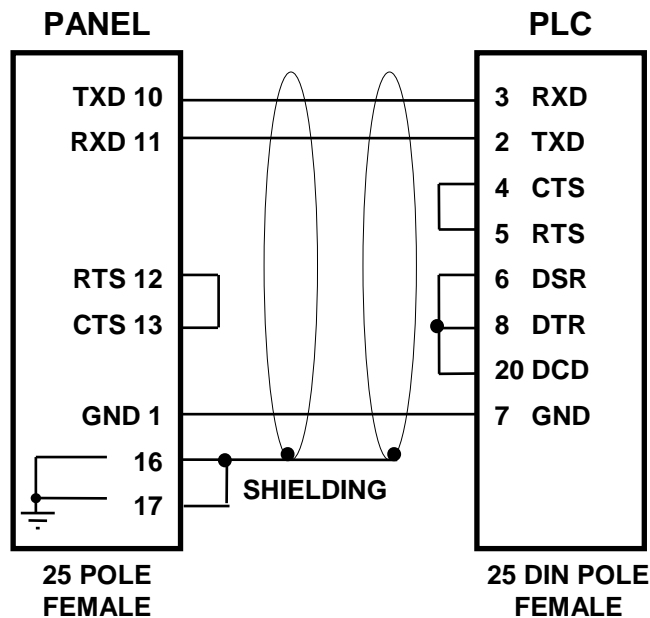 PANEL
PLC
TXD 10
3 RXD
RXD 11
2 TXD
4 CTS
5 RTS
RTS 12
6 DSR
CTS 13
8 DTR
20 DCD
GND 1
7 GND
16
SHIELDING
17
25 POLE
FEMALE
25 DIN POLE
FEMALE